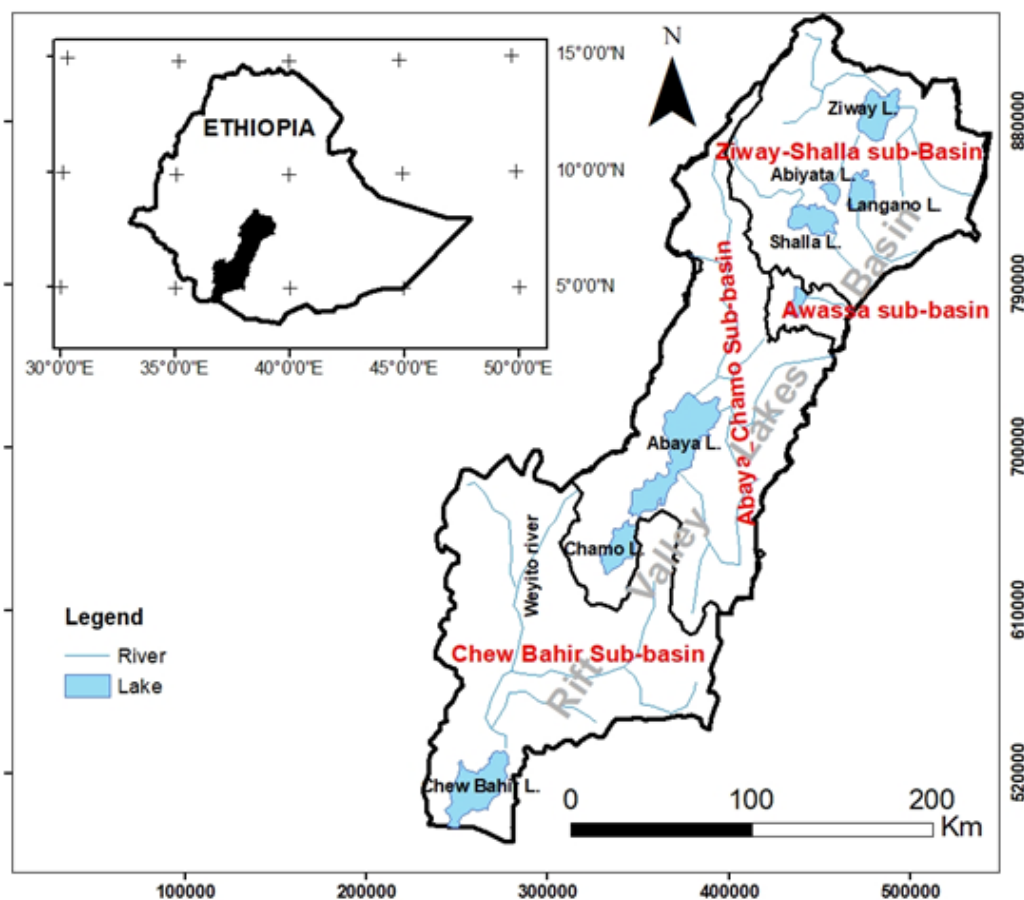 15°0'0"N
N
ETHIOPIA
10°0'0"N
5°0'0"N
30°0'0"E 35°0'0"E 40°0'0"E 45°0'0"E 50°0'0"E
Ziway L.
Ziway-Shalla sub-Basin
Abiyata L.
Langano L.
Shalla L.
Awassa sub-basin
Abaya_Chamo Sub-basin
Abaya L.
Chamo L.
Weyito river
Chew Bahir Sub-basin
Chew Bahir L.
Rift Valley Lakes Basin
Legend
River
Lake
0 100 200
Km
880000
790000
700000
610000
520000
100000 200000 300000 400000 500000